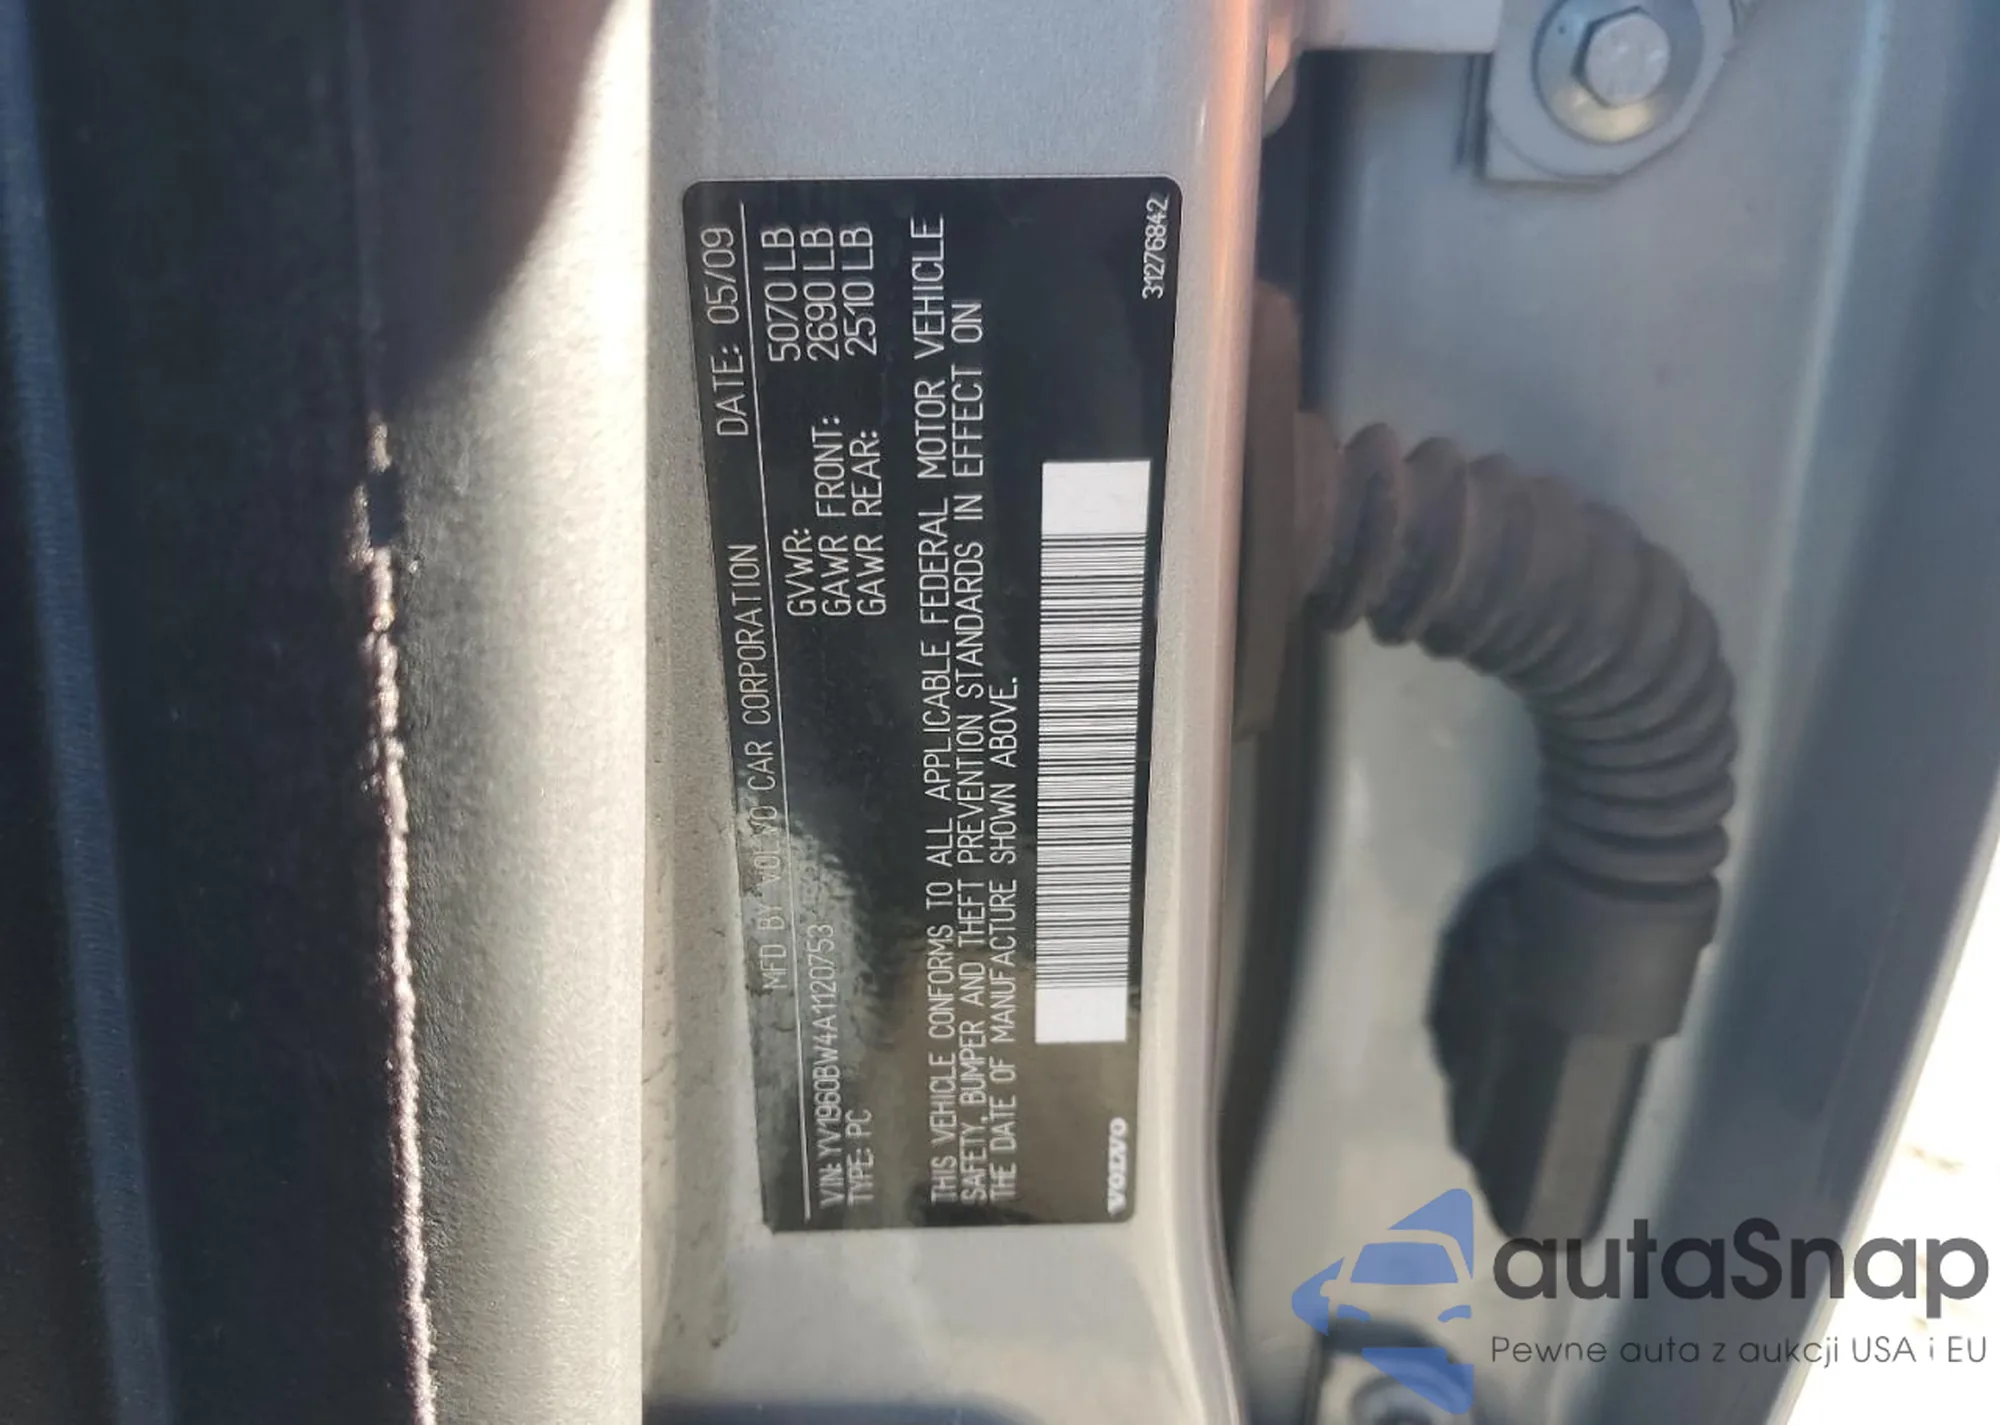 MFD BY VOLVO CAR CORPORATION DATE: 05/09
VIN: YV1960BW4A1120753 GVWR: 5070 LB
TYPE: PC GAWR FRONT: 2690 LB
GAWR REAR: 2510 LB
THIS VEHICLE CONFORMS TO ALL APPLICABLE FEDERAL MOTOR VEHICLE
SAFETY, BUMPER AND THEFT PREVENTION STANDARDS IN EFFECT ON
THE DATE OF MANUFACTURE SHOWN ABOVE.
VOLVO 31276842
autaSnap
Pewne auta z aukcji USA i EU